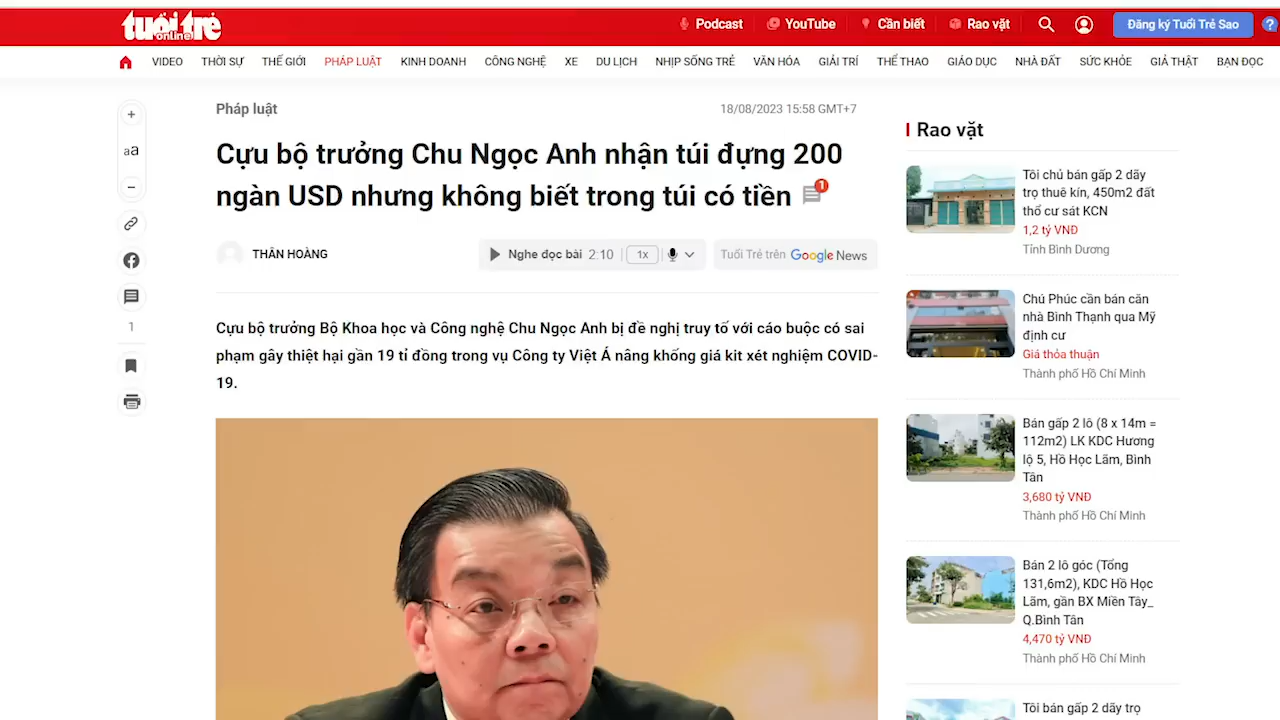 tuổi trẻ
online
Podcast
YouTube
Cần biết
Rao vặt
Đăng ký Tuổi Trẻ Sao
?
VIDEO THỜI SỰ THẾ GIỚI PHÁP LUẬT KINH DOANH CÔNG NGHỆ XE DU LỊCH NHỊP SỐNG TRẺ VĂN HÓA GIẢI TRÍ THỂ THAO GIÁO DỤC NHÀ ĐẤT SỨC KHỎE GIẢ THẬT BẠN ĐỌC
+
aa
−
1
Pháp luật
18/08/2023 15:58 GMT+7
Cựu bộ trưởng Chu Ngọc Anh nhận túi đựng 200
ngàn USD nhưng không biết trong túi có tiền
1
THÂN HOÀNG
Nghe đọc bài 2:10 1x
Tuổi Trẻ trên Google News
Cựu bộ trưởng Bộ Khoa học và Công nghệ Chu Ngọc Anh bị đề nghị truy tố với cáo buộc có sai
phạm gây thiệt hại gần 19 tỉ đồng trong vụ Công ty Việt Á nâng khống giá kit xét nghiệm COVID-
19.
Rao vặt
Tôi chủ bán gấp 2 dãy
trọ thuê kín, 450m2 đất
thổ cư sát KCN
1,2 tỷ VNĐ
Tỉnh Bình Dương
Chú Phúc cần bán căn
nhà Bình Thạnh qua Mỹ
định cư
Giá thỏa thuận
Thành phố Hồ Chí Minh
Bán gấp 2 lô (8 x 14m =
112m2) LK KDC Hương
lộ 5, Hồ Học Lãm, Bình
Tân
3,680 tỷ VNĐ
Thành phố Hồ Chí Minh
Bán 2 lô góc (Tổng
131,6m2), KDC Hồ Học
Lãm, gần BX Miền Tây_
Q.Bình Tân
4,470 tỷ VNĐ
Thành phố Hồ Chí Minh
Tôi bán gấp 2 dãy trọ